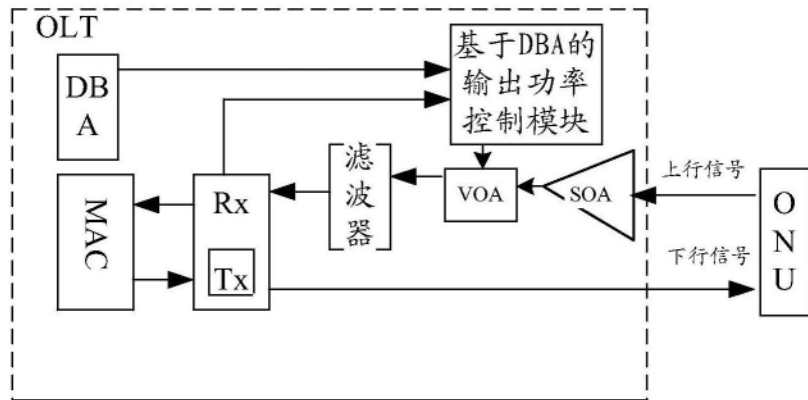 OLT
DB
A
基于DBA的
输出功率
控制模块
滤
波
器
VOA
SOA
上行信号
O
N
U
MAC
Rx
Tx
下行信号